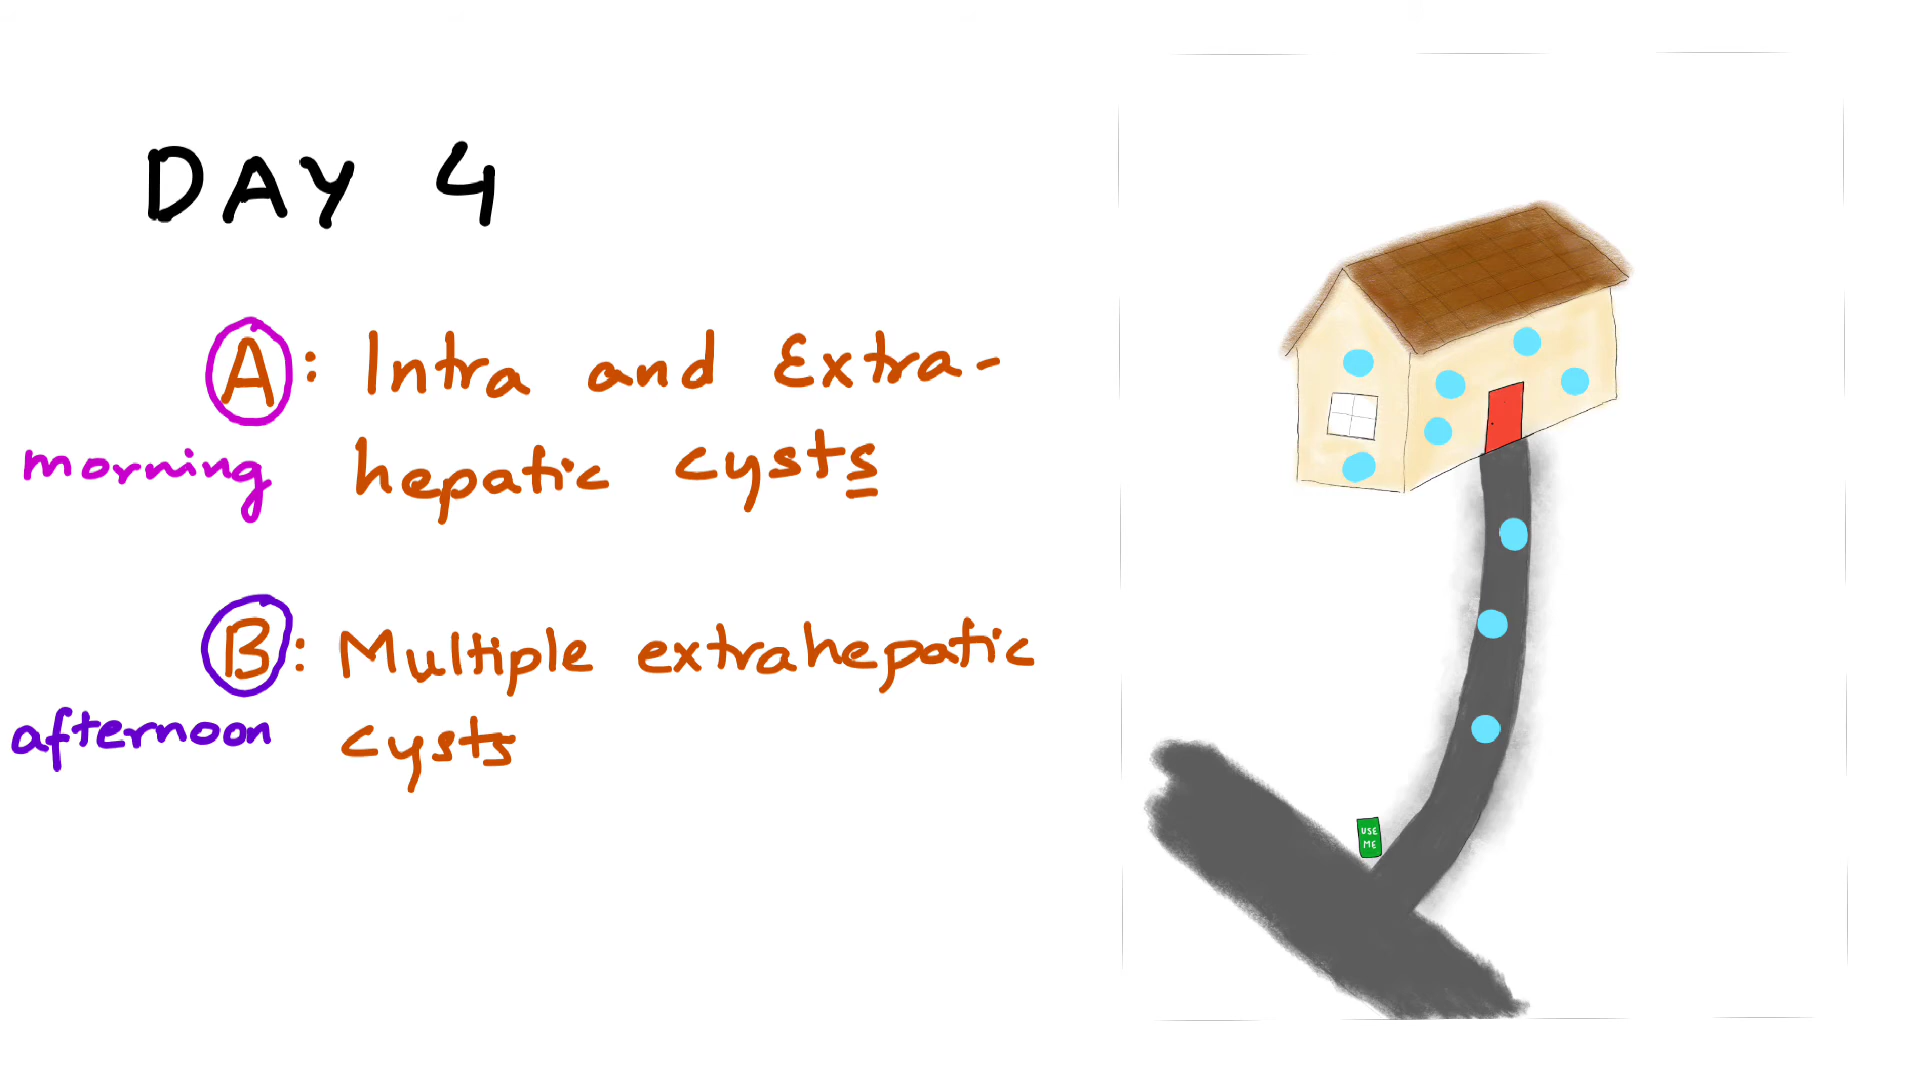 DAY 4
A: Intra and Extra-
morning hepatic cysts
B: Multiple extrahepatic
afternoon cysts
USE
ME